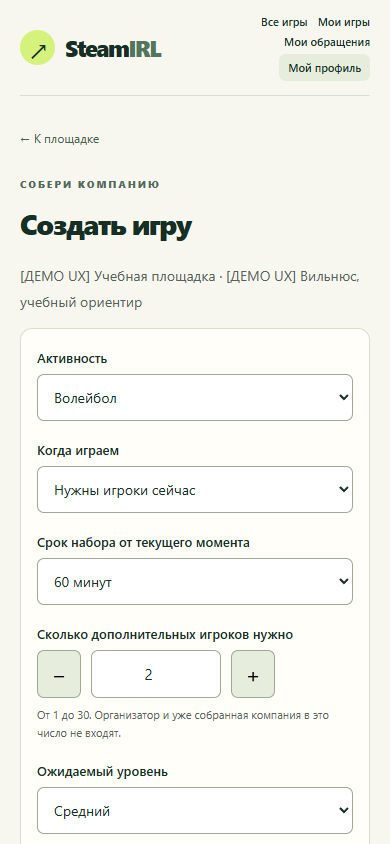 Все игры Мои игры
SteamIRL
Мои обращения
Мой профиль
← К площадке
СОБЕРИ КОМПАНИЮ
Создать игру
[ДЕМО UX] Учебная площадка · [ДЕМО UX] Вильнюс,
учебный ориентир
Активность
Волейбол
Когда играем
Нужны игроки сейчас
Срок набора от текущего момента
60 минут
Сколько дополнительных игроков нужно
− 2 +
От 1 до 30. Организатор и уже собранная компания в это
число не входят.
Ожидаемый уровень
Средний